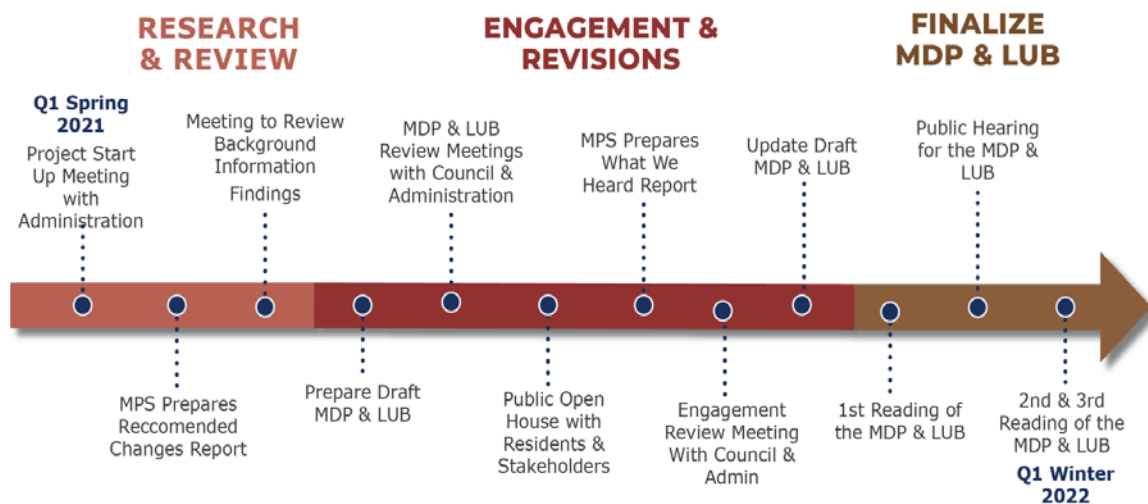 RESEARCH
& REVIEW
ENGAGEMENT &
REVISIONS
FINALIZE
MDP & LUB
Q1 Spring
2021
Project Start
Up Meeting
with
Administration
Meeting to Review
Background
Information
Findings
MDP & LUB
Review Meetings
with Council &
Administration
MPS Prepares
What We
Heard Report
Update Draft
MDP & LUB
Public Hearing
for the MDP &
LUB
MPS Prepares
Reccomended
Changes Report
Prepare Draft
MDP & LUB
Public Open
House with
Residents &
Stakeholders
Engagement
Review Meeting
With Council &
Admin
1st Reading of
the MDP & LUB
2nd & 3rd
Reading of the
MDP & LUB
Q1 Winter
2022